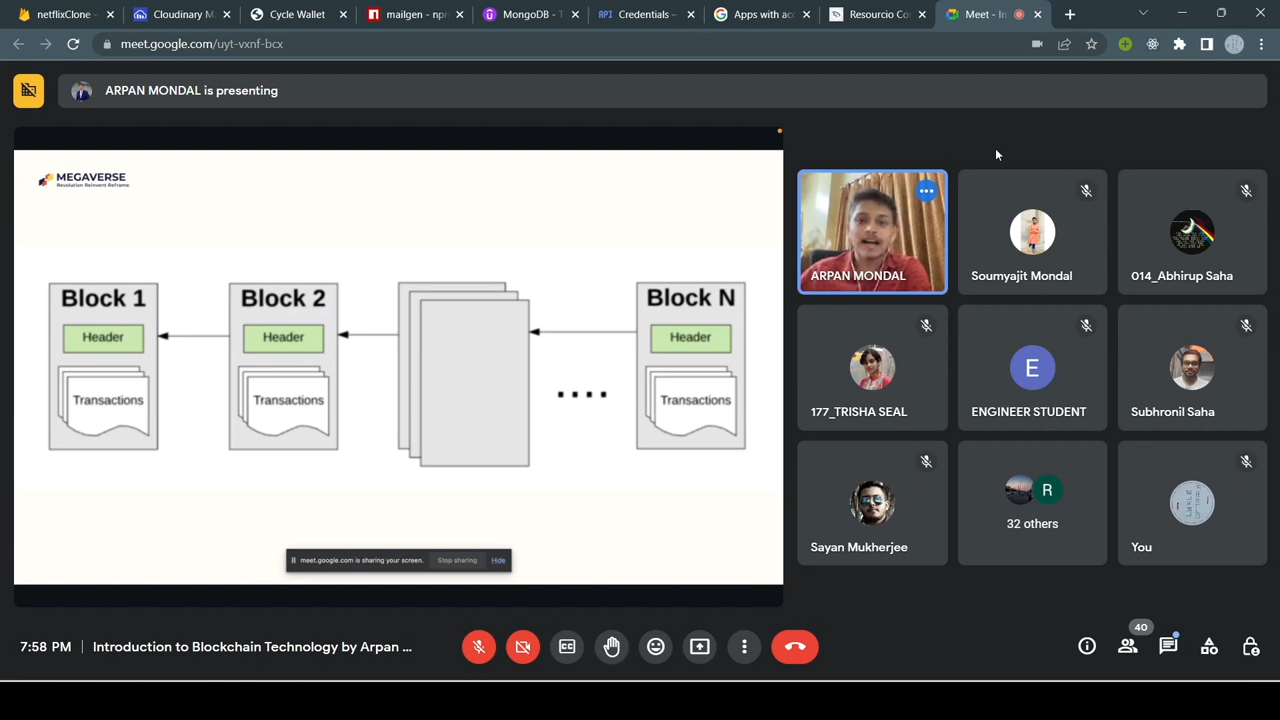 netflixClone -
Cloudinary M
Cycle Wallet
mailgen - npr
MongoDB - T
API
Credentials –
Apps with acc
Resourcio Co
Meet - In
meet.google.com/uyt-vxnf-bcx
ARPAN MONDAL is presenting
MEGAVERSE
Revolution Reinvent Reframe
Block 1
Block 2
Block N
Header
Header
Header
Transactions
Transactions
Transactions
meet.google.com is sharing your screen.
Stop sharing
Hide
ARPAN MONDAL
Soumyajit Mondal
014_Abhirup Saha
177_TRISHA SEAL
E
ENGINEER STUDENT
Subhronil Saha
Sayan Mukherjee
R
32 others
You
7:58 PM
Introduction to Blockchain Technology by Arpan ...
40